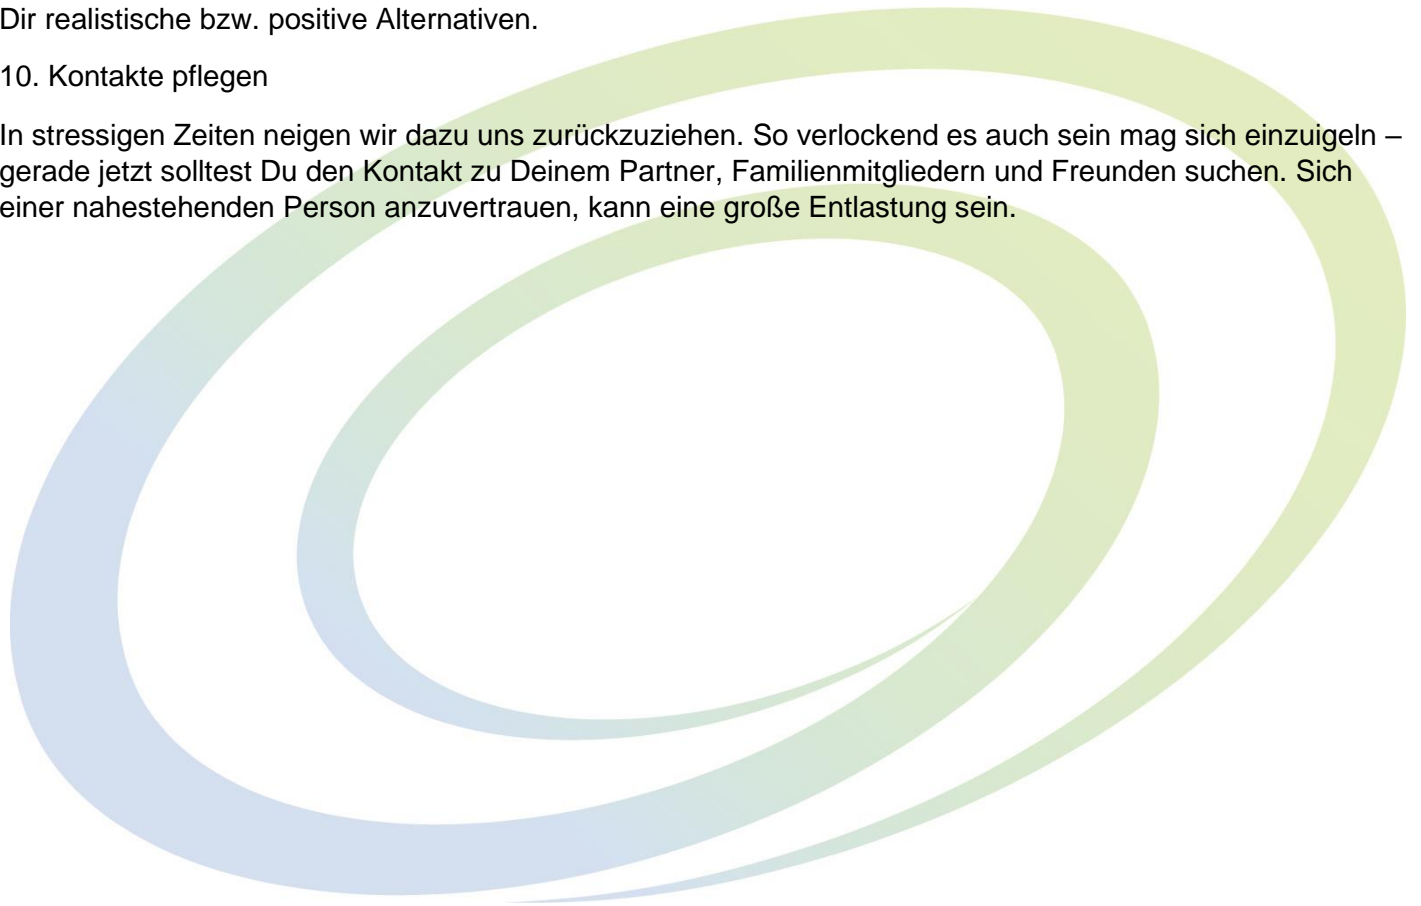 Dir realistische bzw. positive Alternativen.
10. Kontakte pflegen
In stressigen Zeiten neigen wir dazu uns zurückzuziehen. So verlockend es auch sein mag sich einzuigeln –
gerade jetzt solltest Du den Kontakt zu Deinem Partner, Familienmitgliedern und Freunden suchen. Sich
einer nahestehenden Person anzuvertrauen, kann eine große Entlastung sein.